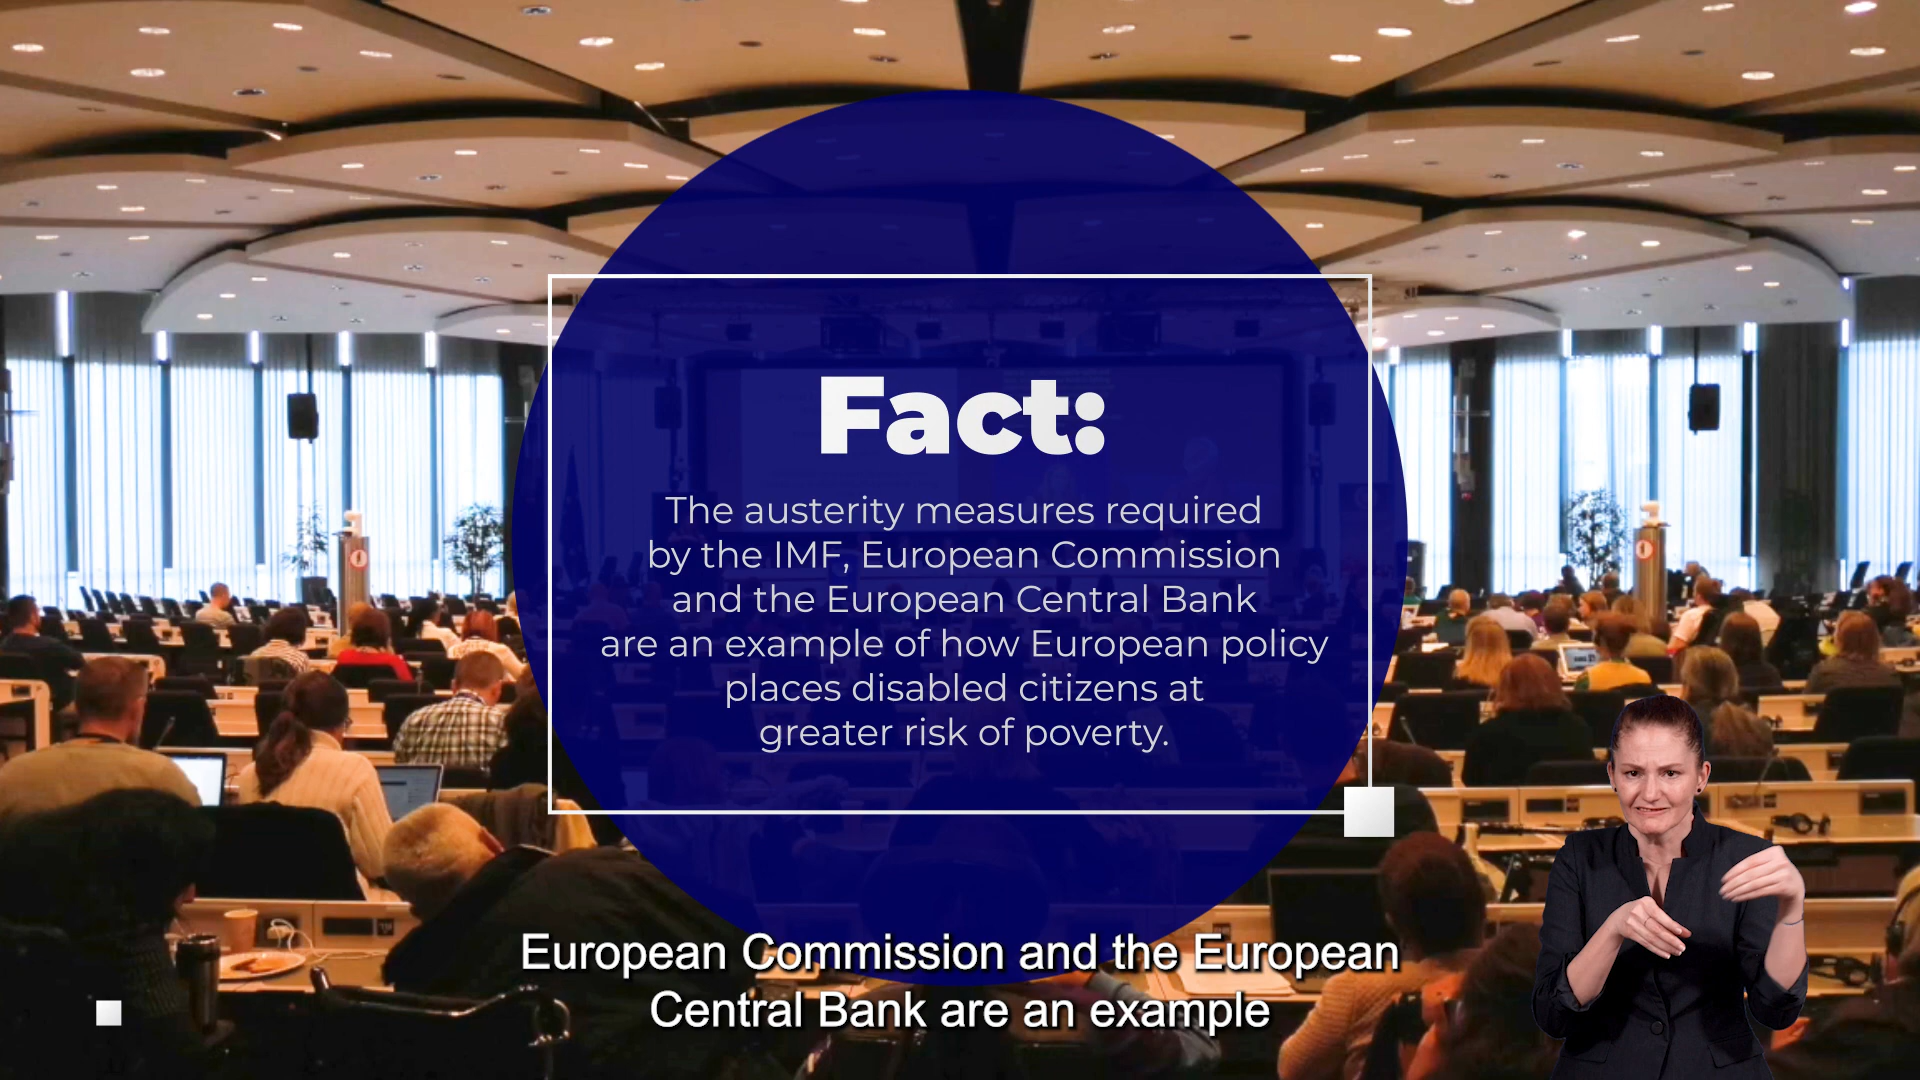 Fact:
The austerity measures required
by the IMF, European Commission
and the European Central Bank
are an example of how European policy
places disabled citizens at
greater risk of poverty.
European Commission and the European
Central Bank are an example